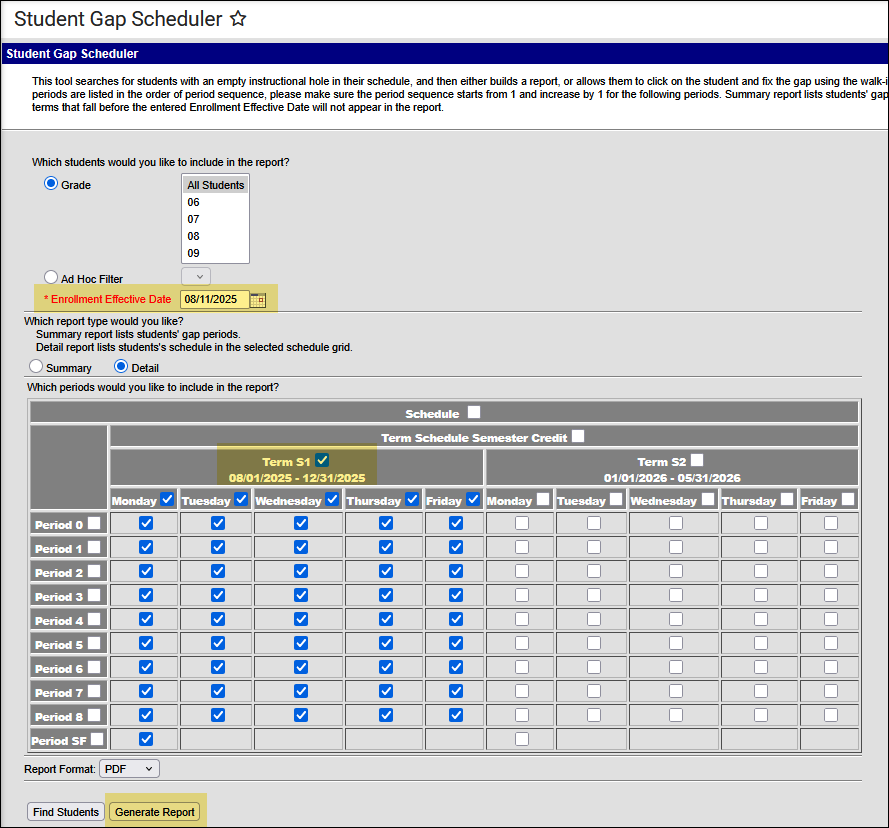 Student Gap Scheduler
Student Gap Scheduler
This tool searches for students with an empty instructional hole in their schedule, and then either builds a report, or allows them to click on the student and fix the gap using the walk-i
periods are listed in the order of period sequence, please make sure the period sequence starts from 1 and increase by 1 for the following periods. Summary report lists students' gap
terms that fall before the entered Enrollment Effective Date will not appear in the report.
Which students would you like to include in the report?
Grade
All Students
06
07
08
09
Ad Hoc Filter
* Enrollment Effective Date 08/11/2025
Which report type would you like?
Summary report lists students' gap periods.
Detail report lists students's schedule in the selected schedule grid.
Summary Detail
Which periods would you like to include in the report?
Schedule
Term Schedule Semester Credit
Term S1 Term S2
08/01/2025 - 12/31/2025 01/01/2026 - 05/31/2026
Monday Tuesday Wednesday Thursday Friday Monday Tuesday Wednesday Thursday Friday
Period 0
Period 1
Period 2
Period 3
Period 4
Period 5
Period 6
Period 7
Period 8
Period SF
Report Format: PDF
Find Students Generate Report